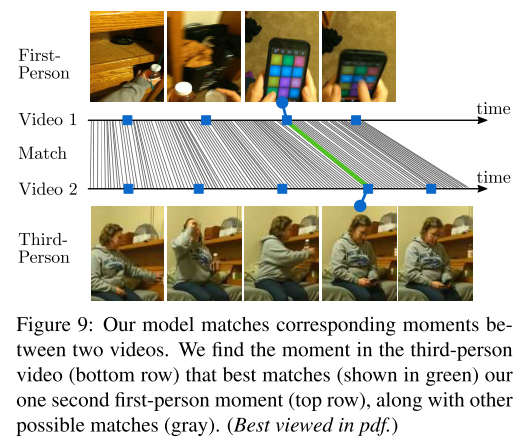 First-
Person
Video 1
time
Match
time
Video 2
Third-
Person
Figure 9: Our model matches corresponding moments be-
tween two videos. We find the moment in the third-person
video (bottom row) that best matches (shown in green) our
one second first-person moment (top row), along with other
possible matches (gray). (Best viewed in pdf.)